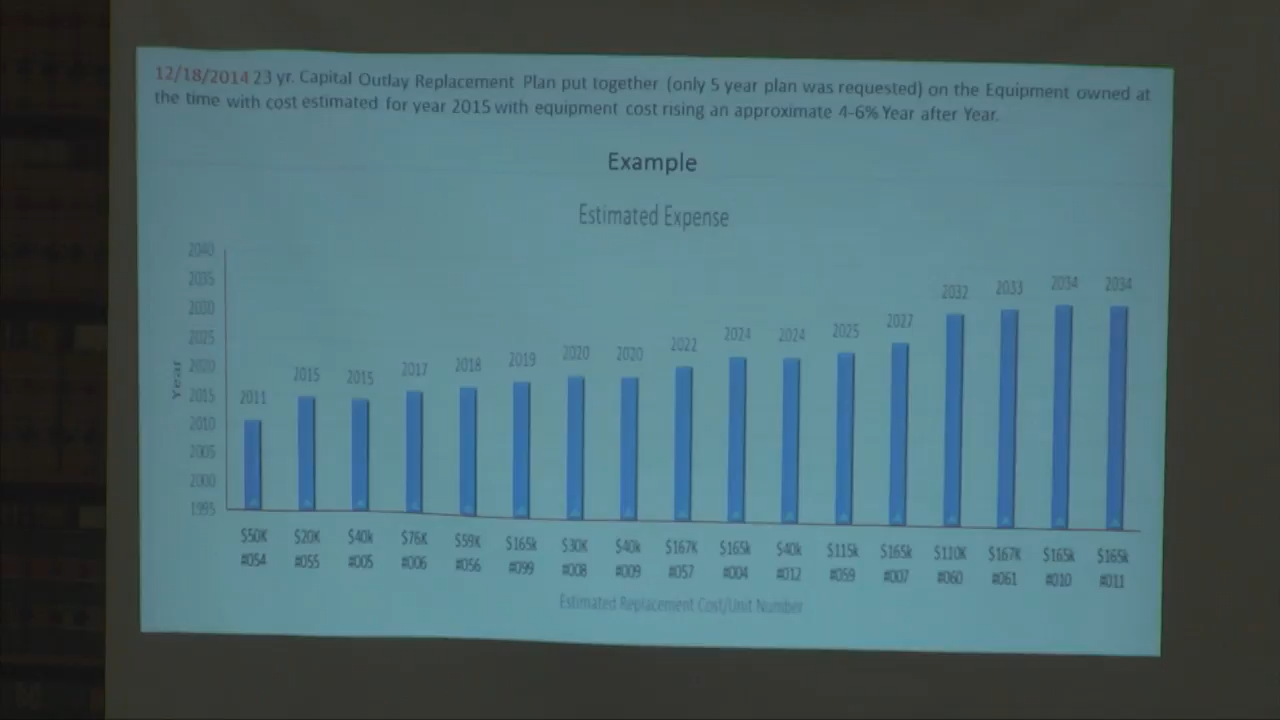 12/18/2014 23 yr. Capital Outlay Replacement Plan put together (only 5 year plan was requested) on the Equipment owned at
the time with cost estimated for year 2015 with equipment cost rising an approximate 4-6% Year after Year.
Example
Estimated Expense
2040
2035
2030
2025
2020
2015
2010
2005
2000
1995
Year
2011 2015 2015 2017 2018 2019 2020 2020 2022 2024 2024 2025 2027 2032 2033 2034 2034
$50K $20K $40k $76K $59K $165k $30K $40k $167K $165k $40k $115k $165k $110K $167K $165k $165k
#054 #055 #005 #006 #056 #099 #008 #009 #057 #004 #012 #059 #007 #060 #061 #010 #011
Estimated Replacement Cost/Unit Number